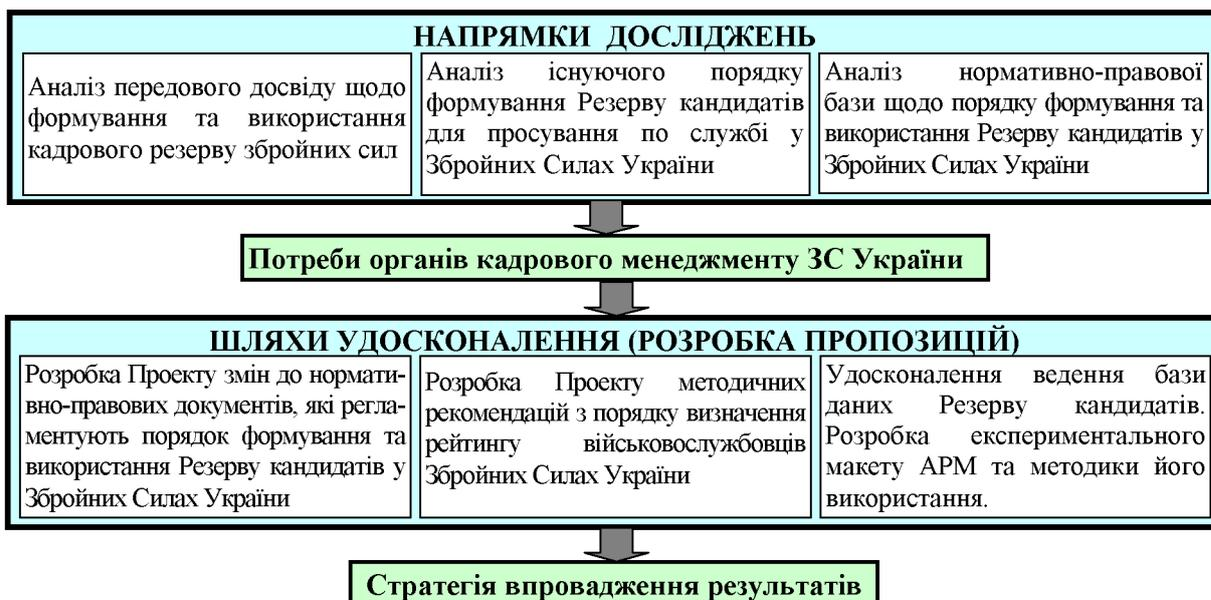 НАПРЯМКИ ДОСЛІДЖЕНЬ
Аналіз передового досвіду щодо
формування та використання
кадрового резерву збройних сил
Аналіз існуючого порядку
формування Резерву кандидатів
для просування по службі у
Збройних Силах України
Аналіз нормативно-правової
бази щодо порядку формування та
використання Резерву кандидатів у
Збройних Силах України
Потреби органів кадрового менеджменту ЗС України
ШЛЯХИ УДОСКОНАЛЕННЯ (РОЗРОБКА ПРОПОЗИЦІЙ)
Розробка Проекту змін до нормати-
вно-правових документів, які регла-
ментують порядок формування та
використання Резерву кандидатів у
Збройних Силах України
Розробка Проекту методичних
рекомендацій з порядку визначення
рейтингу військовослужбовців
Збройних Силах України
Удосконалення ведення бази
даних Резерву кандидатів.
Розробка експериментального
макету АРМ та методики його
використання.
Стратегія впровадження результатів